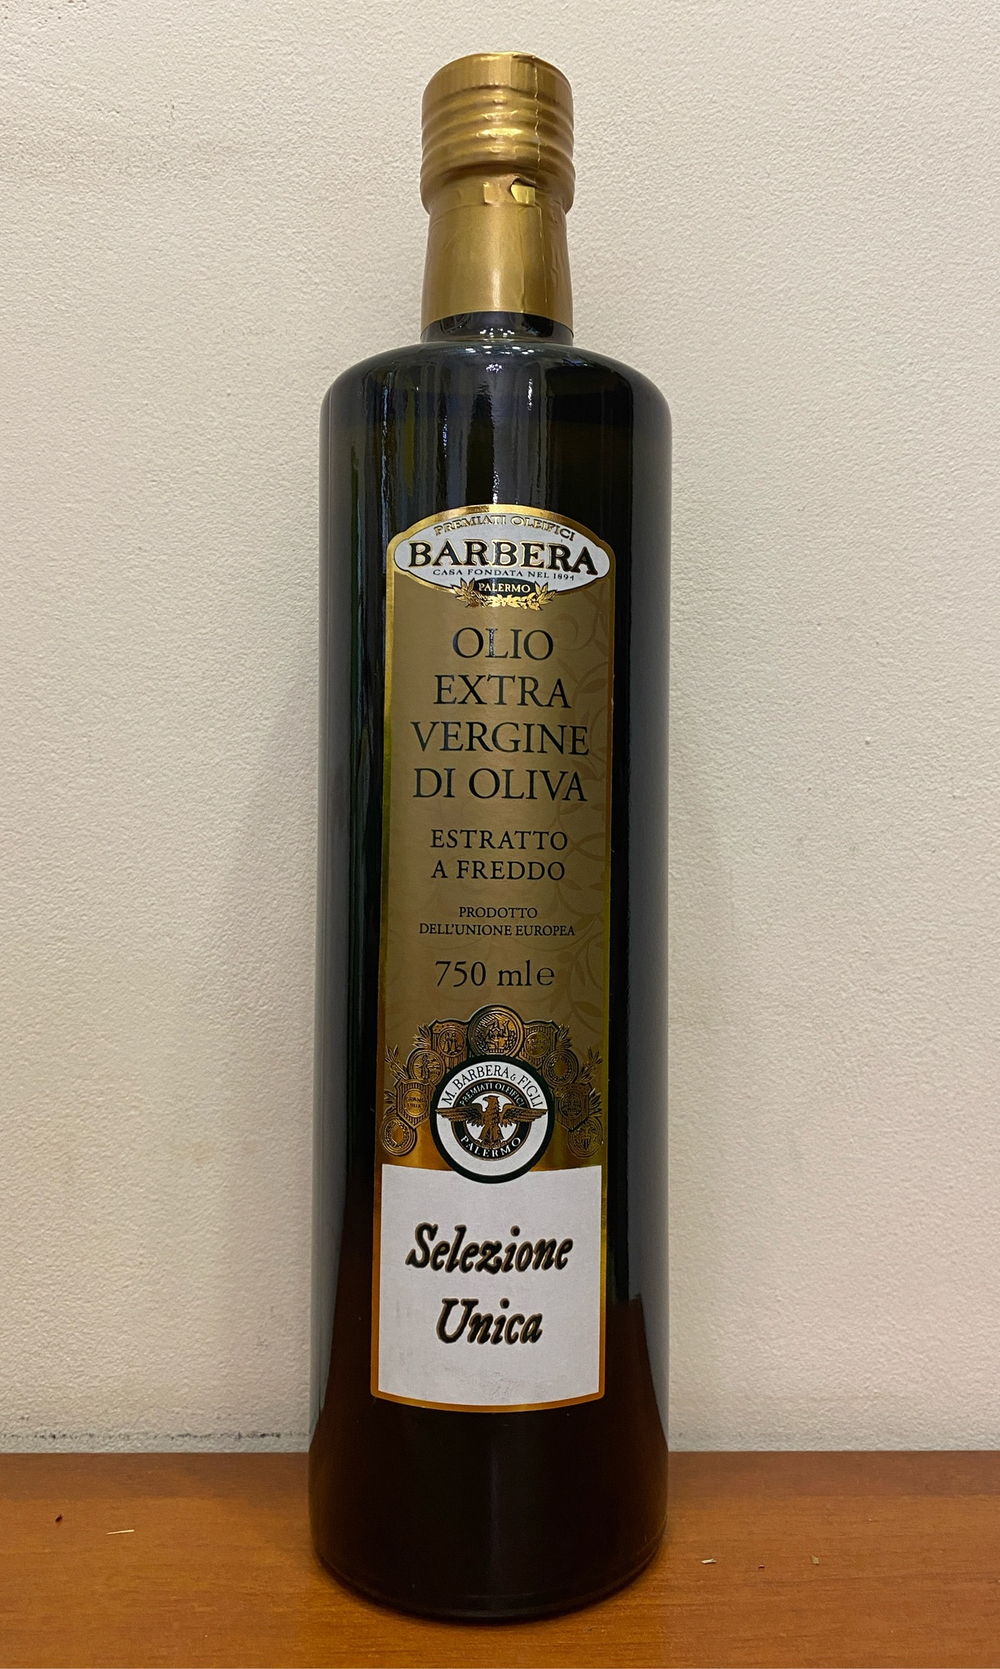 PREMIATI OLEIFICI
BARBERA
CASA FONDATA NEL 1894
PALERMO
OLIO
EXTRA
VERGINE
DI OLIVA
ESTRATTO
A FREDDO
PRODOTTO
DELL'UNIONE EUROPEA
750 ml e
M. BARBERA & FIGLI
PREMIATI OLEIFICI
PALERMO
Selezione
Unica